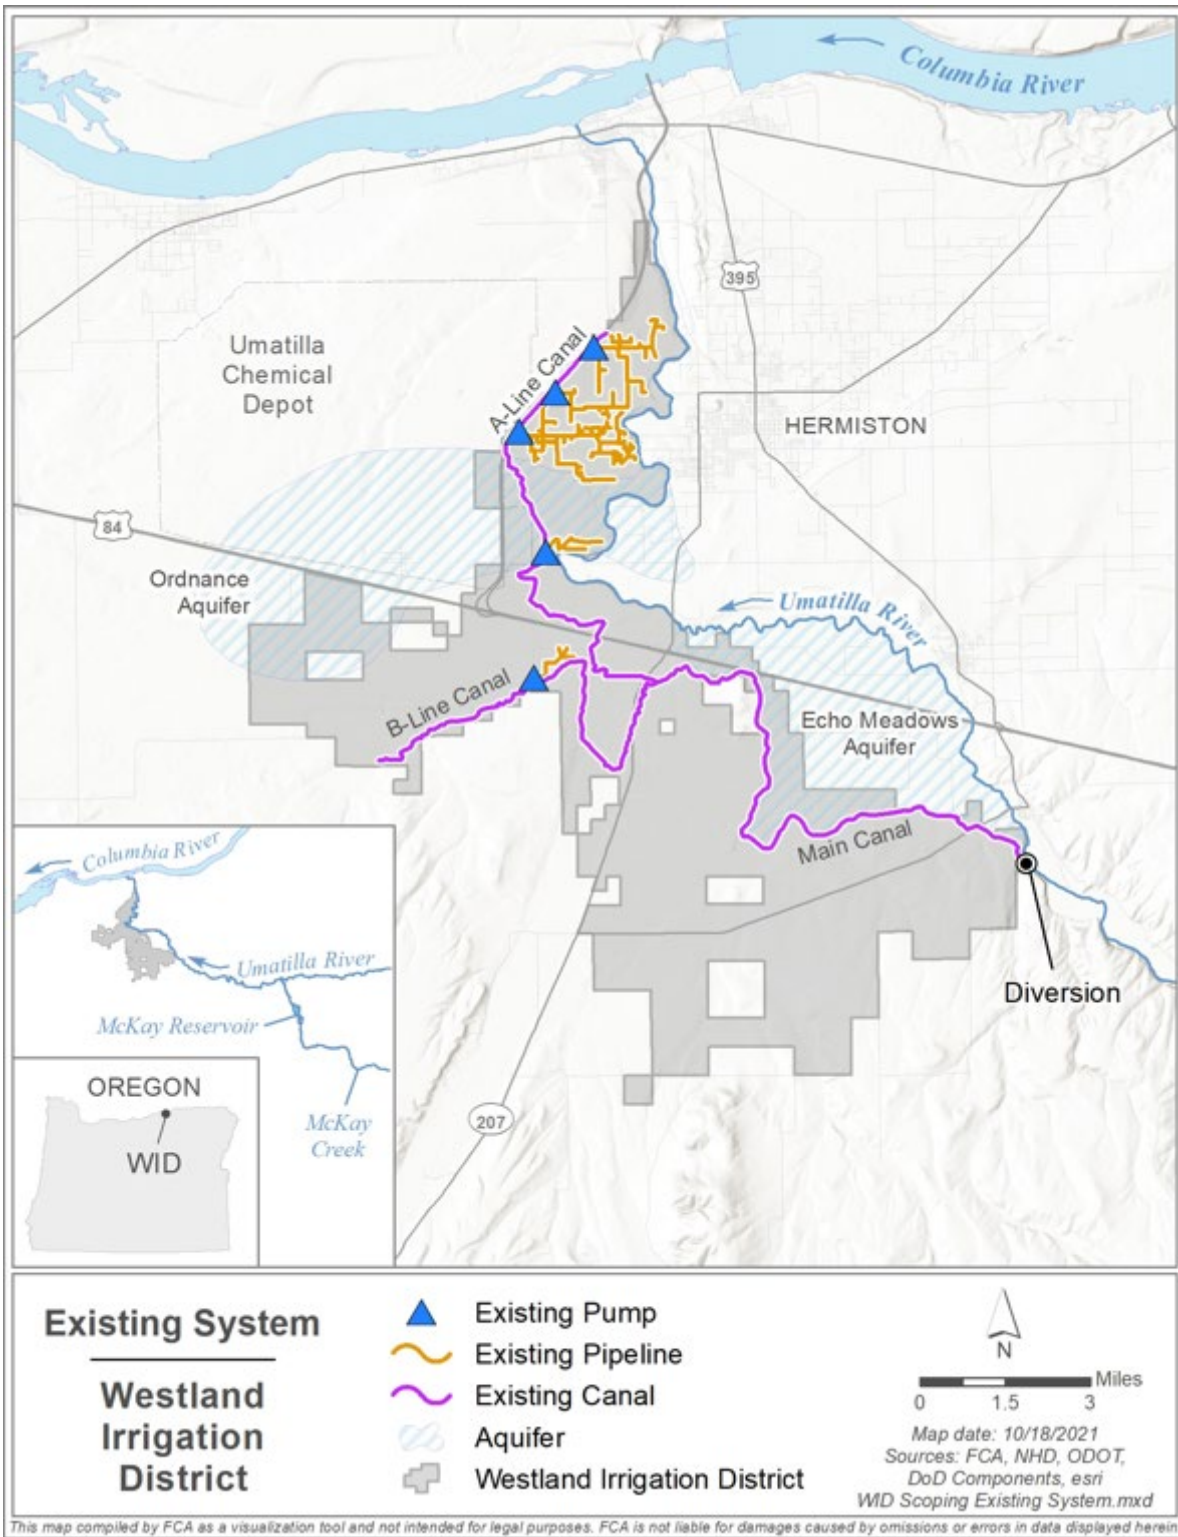 Columbia River
395
Umatilla
Chemical
Depot
A-Line Canal
HERMISTON
84
Ordnance
Aquifer
Umatilla River
B-Line Canal
Echo Meadows
Aquifer
Main Canal
Diversion
207
Columbia River
Umatilla River
McKay Reservoir
McKay
Creek
OREGON
WID
Existing System
Westland
Irrigation
District
Existing Pump
Existing Pipeline
Existing Canal
Aquifer
Westland Irrigation District
N
Miles
0 1.5 3
Map date: 10/18/2021
Sources: FCA, NHD, ODOT,
DoD Components, esri
WID Scoping Existing System.mxd
This map compiled by FCA as a visualization tool and not intended for legal purposes. FCA is not liable for damages caused by omissions or errors in data displayed herein